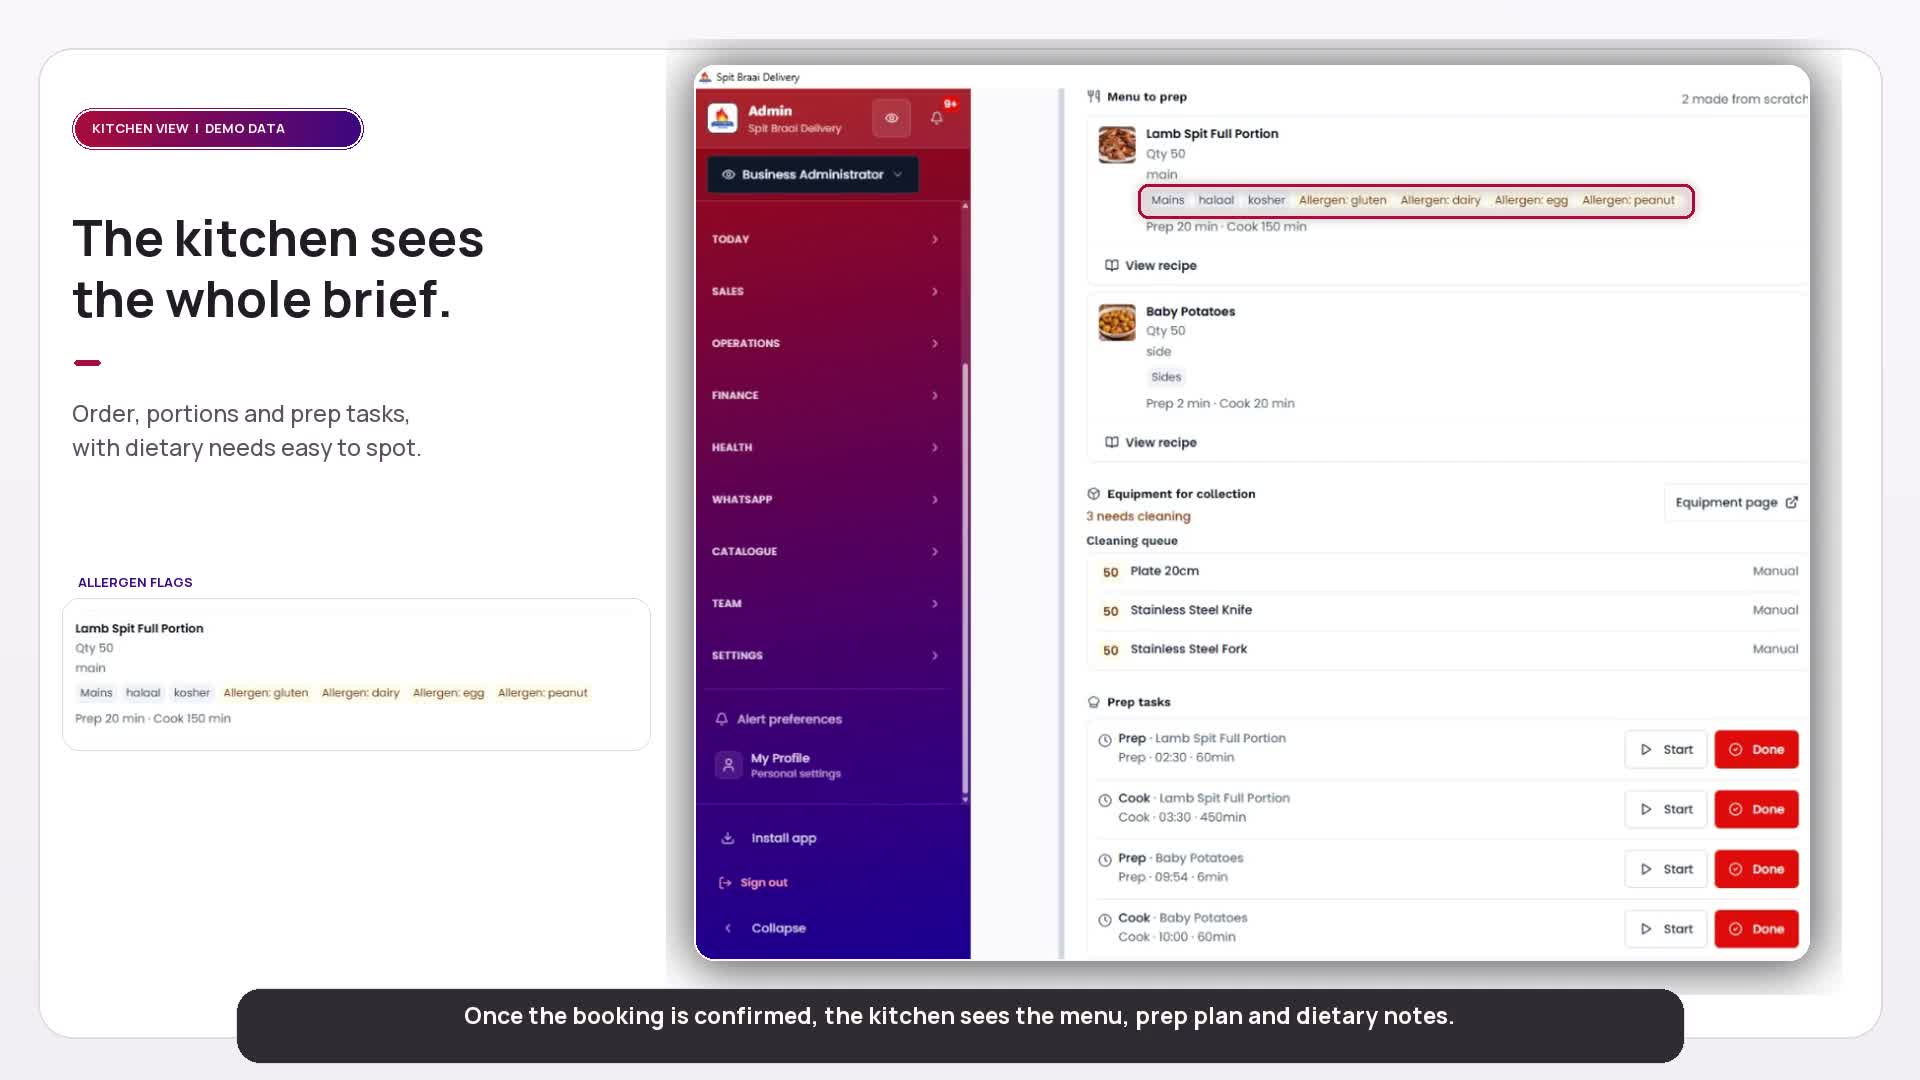 KITCHEN VIEW | DEMO DATA
The kitchen sees
the whole brief.
Order, portions and prep tasks,
with dietary needs easy to spot.
ALLERGEN FLAGS
Lamb Spit Full Portion
Qty 50
main
Mains halaal kosher Allergen: gluten Allergen: dairy Allergen: egg Allergen: peanut
Prep 20 min · Cook 150 min
Spit Braai Delivery
Admin
Spit Braai Delivery
9+
Business Administrator
TODAY
SALES
OPERATIONS
FINANCE
HEALTH
WHATSAPP
CATALOGUE
TEAM
SETTINGS
Alert preferences
My Profile
Personal settings
Install app
Sign out
Collapse
Menu to prep
2 made from scratch
Lamb Spit Full Portion
Qty 50
main
Mains halaal kosher Allergen: gluten Allergen: dairy Allergen: egg Allergen: peanut
Prep 20 min · Cook 150 min
View recipe
Baby Potatoes
Qty 50
side
Sides
Prep 2 min · Cook 20 min
View recipe
Equipment for collection
Equipment page
3 needs cleaning
Cleaning queue
50 Plate 20cm Manual
50 Stainless Steel Knife Manual
50 Stainless Steel Fork Manual
Prep tasks
Prep · Lamb Spit Full Portion
Prep · 02:30 · 60min
Start Done
Cook · Lamb Spit Full Portion
Cook · 03:30 · 450min
Start Done
Prep · Baby Potatoes
Prep · 09:54 · 6min
Start Done
Cook · Baby Potatoes
Cook · 10:00 · 60min
Start Done
Once the booking is confirmed, the kitchen sees the menu, prep plan and dietary notes.